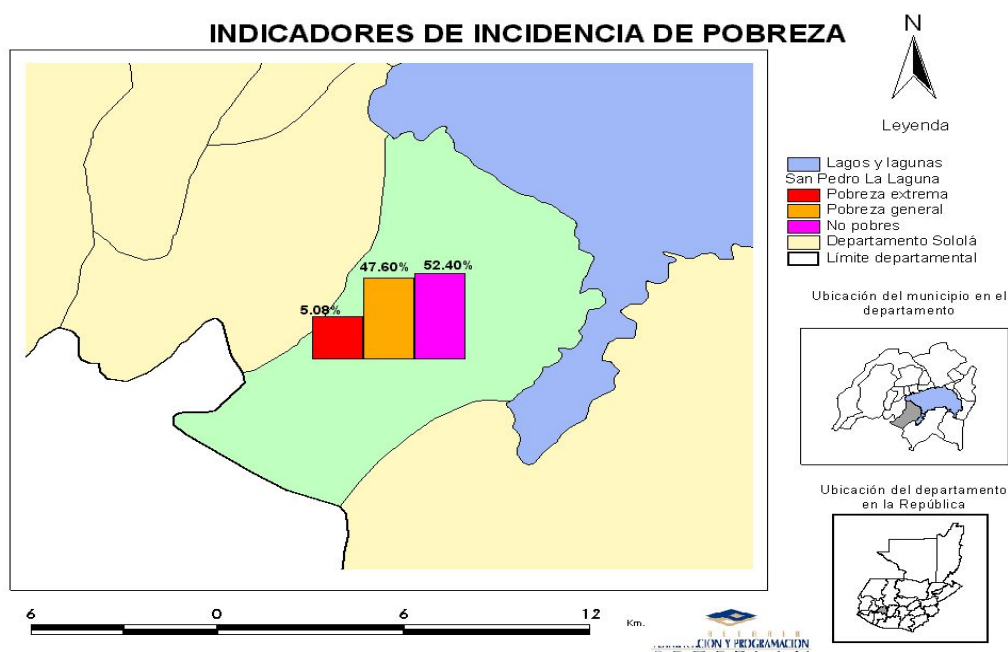 INDICADORES DE INCIDENCIA DE POBREZA
N
Leyenda
Lagos y lagunas
San Pedro La Laguna
Pobreza extrema
Pobreza general
No pobres
Departamento Sololá
Límite departamental
5.08%
47.60%
52.40%
Ubicación del municipio en el
departamento
Ubicación del departamento
en la República
6 0 6 12 Km.
CION Y PROGRAMACION